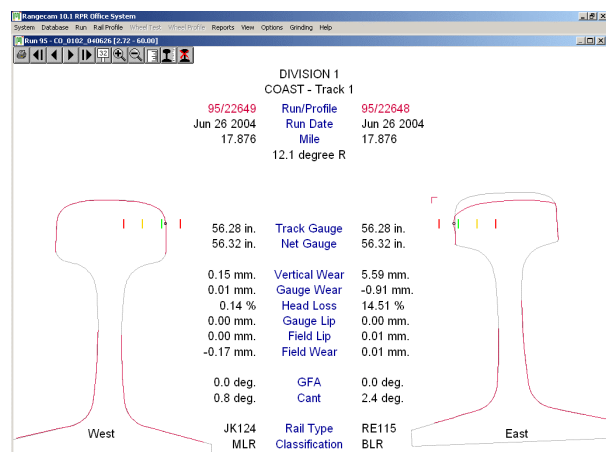 Rangecam 10.1 RPR Office System
System Database Run Rail Profile Wheel Test Wheel Profile Reports View Options Grinding Help
Run 95 - CO_0102_040626 [2.72 - 60.00]
32
DIVISION 1
COAST - Track 1
95/22649 Run/Profile 95/22648
Jun 26 2004 Run Date Jun 26 2004
17.876 Mile 17.876
12.1 degree R
56.28 in. Track Gauge 56.28 in.
56.32 in. Net Gauge 56.32 in.
0.15 mm. Vertical Wear 5.59 mm.
0.01 mm. Gauge Wear -0.91 mm.
0.14 % Head Loss 14.51 %
0.00 mm. Gauge Lip 0.00 mm.
0.00 mm. Field Lip 0.01 mm.
-0.17 mm. Field Wear 0.01 mm.
0.0 deg. GFA 0.0 deg.
0.8 deg. Cant 2.4 deg.
West JK124 Rail Type RE115 East
MLR Classification BLR